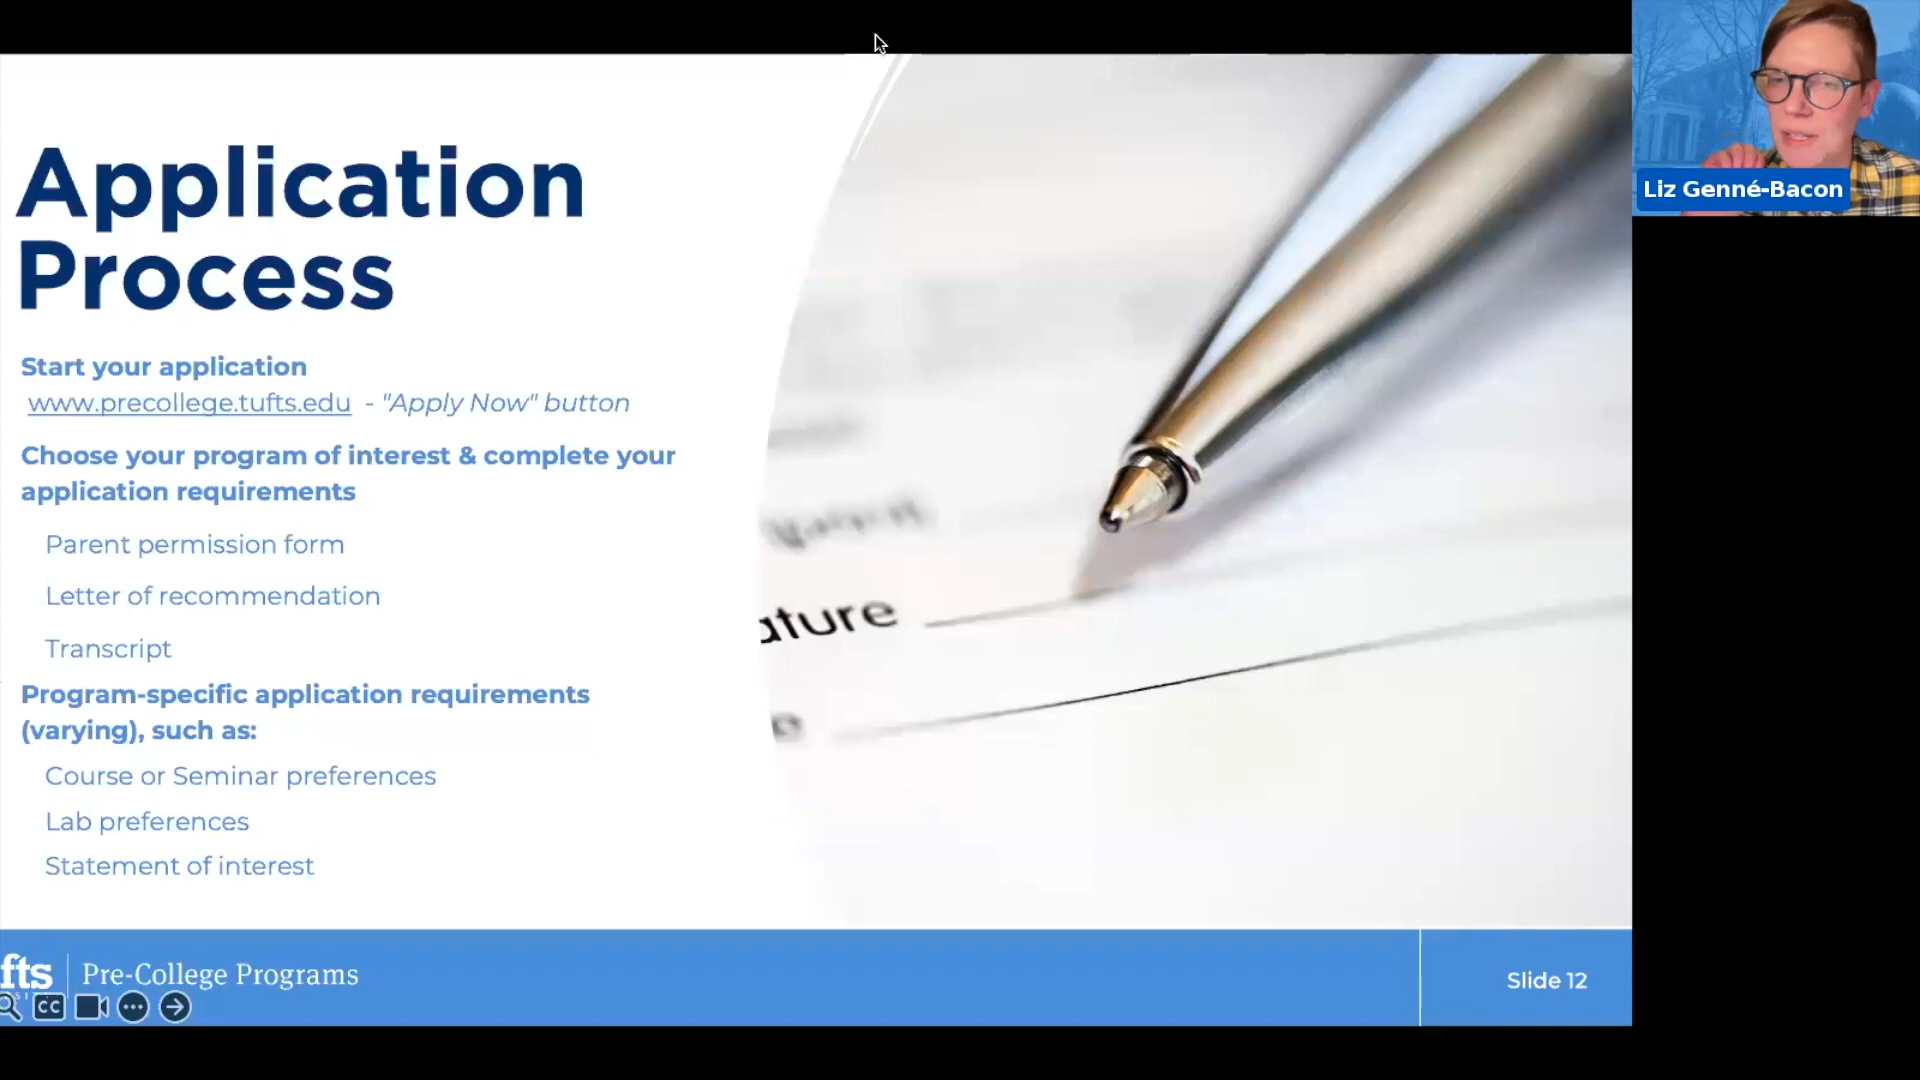 Application
Process
Start your application
www.precollege.tufts.edu - "Apply Now" button
Choose your program of interest & complete your
application requirements
Parent permission form
Letter of recommendation
Transcript
Program-specific application requirements
(varying), such as:
Course or Seminar preferences
Lab preferences
Statement of interest
ature
fts
Pre-College Programs
CC
Slide 12
Liz Genné-Bacon